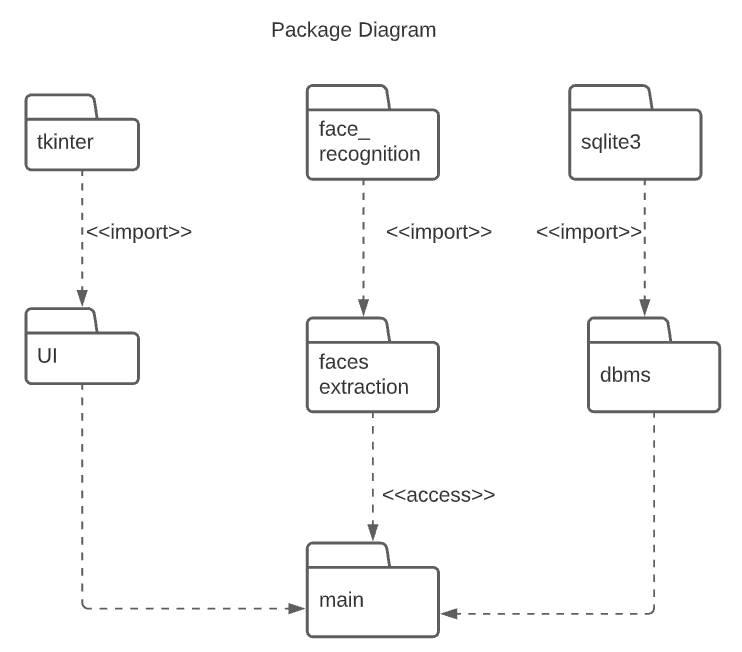 Package Diagram
tkinter
face_
recognition
sqlite3
<<import>>
<<import>>
<<import>>
UI
faces
extraction
dbms
<<access>>
main